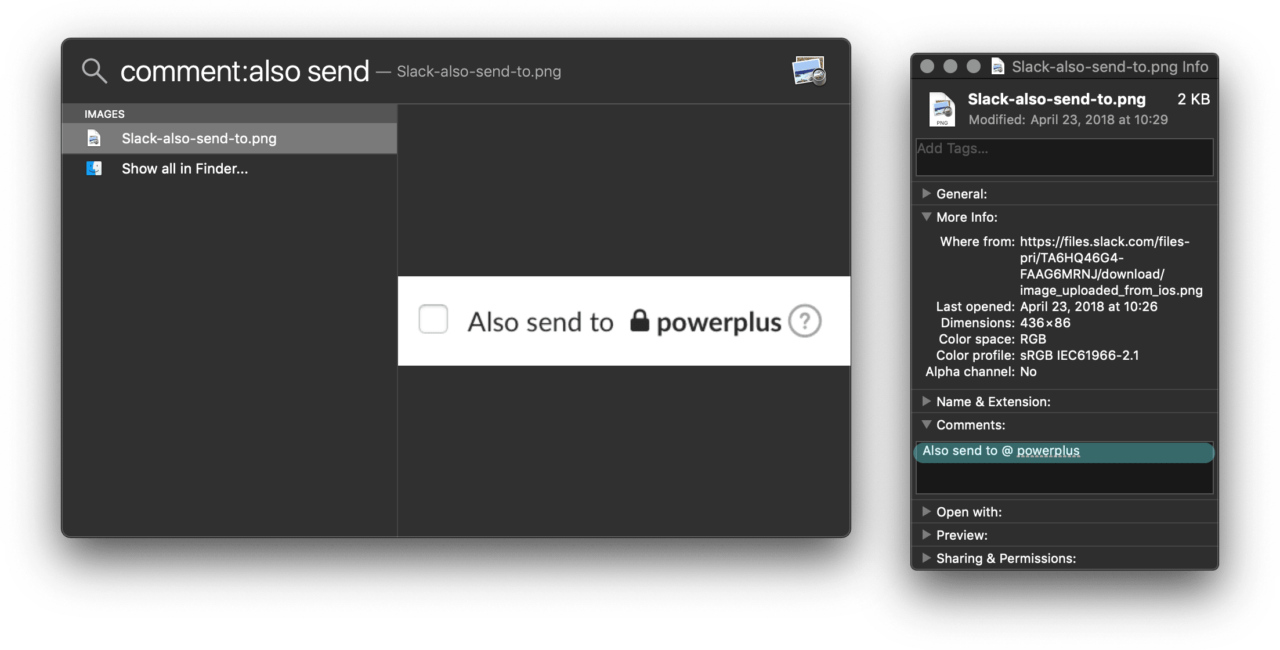 comment:also send — Slack-also-send-to.png
IMAGES
Slack-also-send-to.png
Show all in Finder...
Also send to powerplus ?
Slack-also-send-to.png Info
PNG
Slack-also-send-to.png 2 KB
Modified: April 23, 2018 at 10:29
Add Tags...
General:
More Info:
Where from: https://files.slack.com/files-
pri/TA6HQ46G4-
FAAG6MRNJ/download/
image_uploaded_from_ios.png
Last opened: April 23, 2018 at 10:26
Dimensions: 436×86
Color space: RGB
Color profile: sRGB IEC61966-2.1
Alpha channel: No
Name & Extension:
Comments:
Also send to @ powerplus
Open with:
Preview:
Sharing & Permissions: